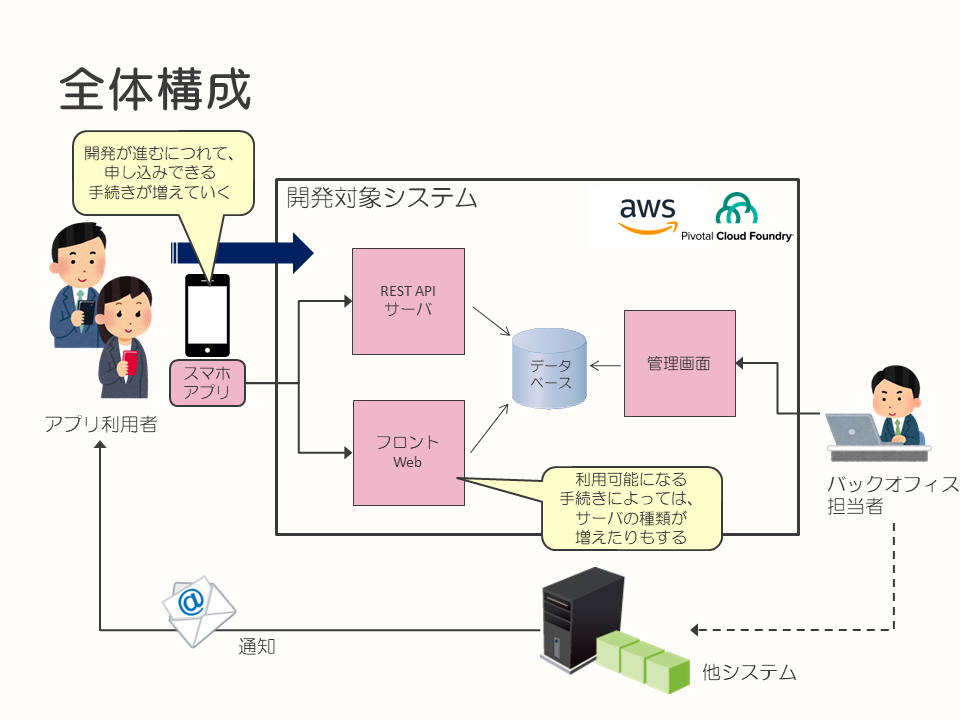 全体構成
開発が進むにつれて、
申し込みできる
手続きが増えていく
開発対象システム
aws
Pivotal Cloud Foundry
REST API
サーバ
スマホ
アプリ
データ
ベース
管理画面
アプリ利用者
フロント
Web
利用可能になる
手続きによっては、
サーバの種類が
増えたりもする
バックオフィス
担当者
@
通知
他システム